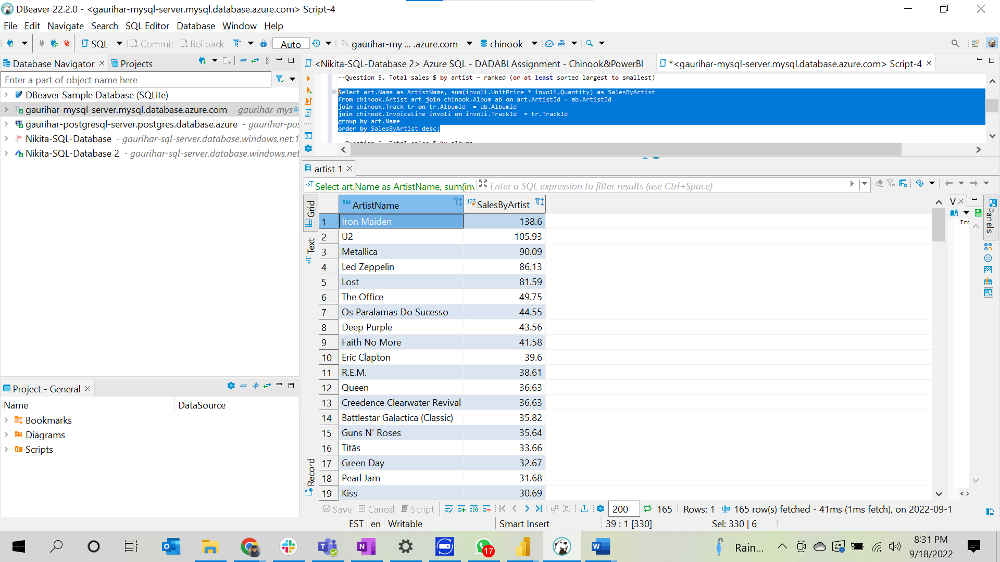 DBeaver 22.2.0 - <gaurihar-mysql-server.mysql.database.azure.com> Script-4
File Edit Navigate Search SQL Editor Database Window Help
SQL Commit Rollback Auto gaurihar-my ... .azure.com chinook
Database Navigator Projects
Enter a part of object name here
DBeaver Sample Database (SQLite)
gaurihar-mysql-server.mysql.database.azure.com - gaurihar-mys
gaurihar-postgresql-server.postgres.database.azure - gaurihar-pos
Nikita-SQL-Database - gaurihar-sql-server.database.windows.net:1
Nikita-SQL-Database 2 - gaurihar-sql-server.database.windows.net
Project - General
Name DataSource
Bookmarks
Diagrams
Scripts
<Nikita-SQL-Database 2> Azure SQL - DADABI Assignment - Chinook&PowerBI
*<gaurihar-mysql-server.mysql.database.azure.com> Script-4
--Question 5. Total sales $ by artist – ranked (or at least sorted largest to smallest)
Select art.Name as ArtistName, sum(involi.UnitPrice * involi.Quantity) as SalesByArtist
from chinook.Artist art join chinook.Album ab on art.ArtistId = ab.ArtistId
join chinook.Track tr on tr.AlbumId = ab.AlbumId
join chinook.InvoiceLine involi on involi.TrackId = tr.TrackId
group by art.Name
order by SalesByArtist desc;
artist 1
Select art.Name as ArtistName, sum(inv
Enter a SQL expression to filter results (use Ctrl+Space)
Grid
Text
Record
Panels
ABC ArtistName 123 SalesByArtist
1 Iron Maiden 138.6
2 U2 105.93
3 Metallica 90.09
4 Led Zeppelin 86.13
5 Lost 81.59
6 The Office 49.75
7 Os Paralamas Do Sucesso 44.55
8 Deep Purple 43.56
9 Faith No More 41.58
10 Eric Clapton 39.6
11 R.E.M. 38.61
12 Queen 36.63
13 Creedence Clearwater Revival 36.63
14 Battlestar Galactica (Classic) 35.82
15 Guns N' Roses 35.64
16 Titãs 33.66
17 Green Day 32.67
18 Pearl Jam 31.68
19 Kiss 30.69
V
Iro
Save Cancel Script 200 165 Rows: 1 165 row(s) fetched - 41ms (1ms fetch), on 2022-09-1
EST en Writable Smart Insert 39 : 1 [330] Sel: 330 | 6
17
Rain...
8:31 PM
9/18/2022